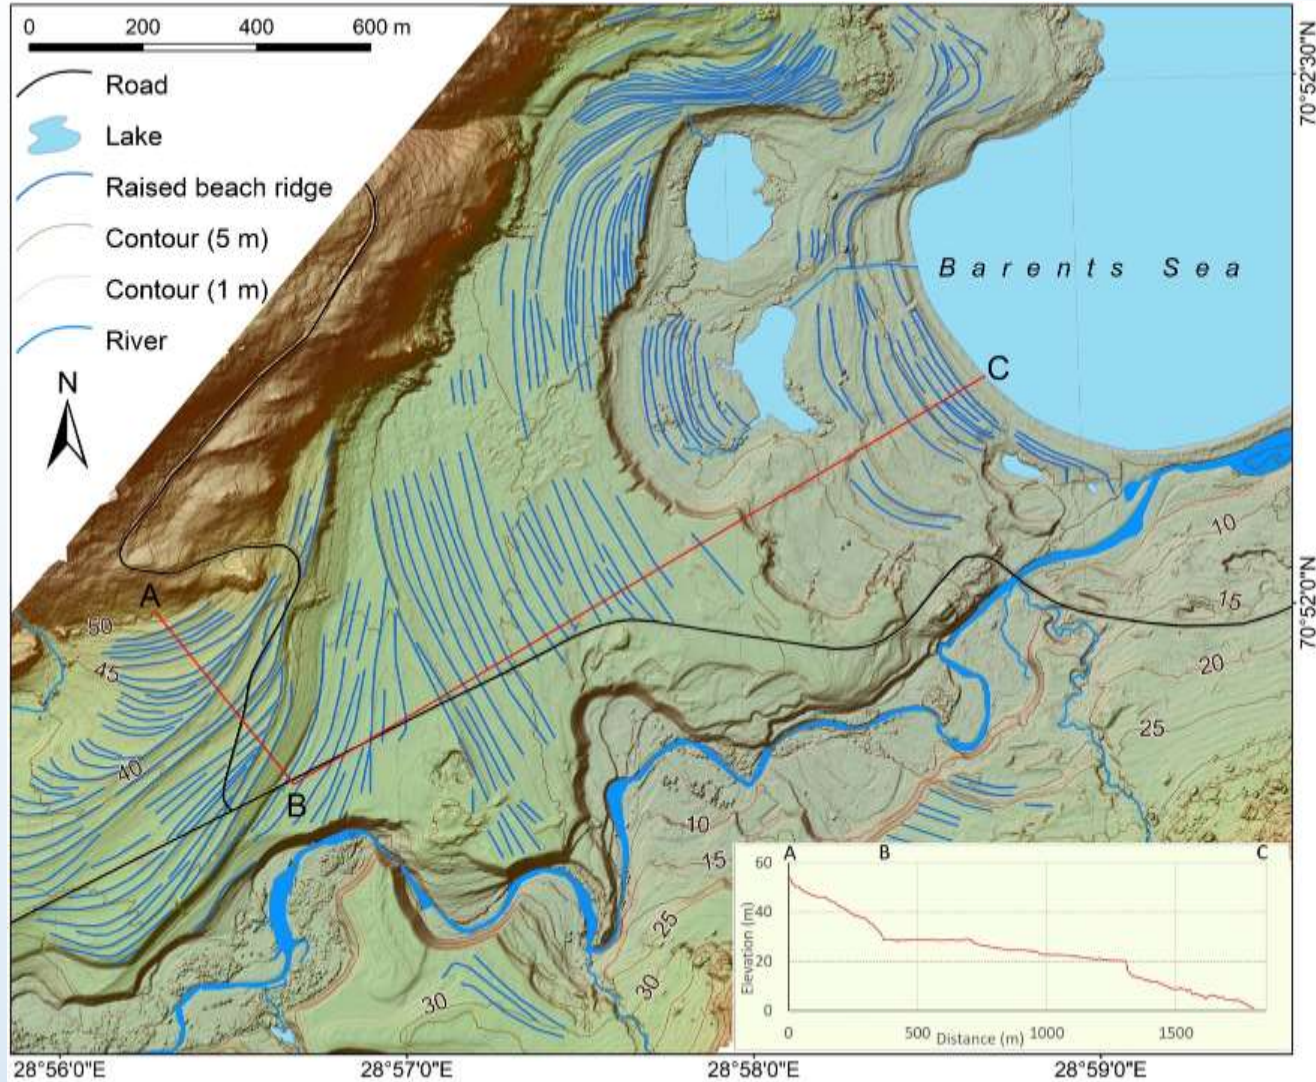 0 200 400 600 m
Road
Lake
Raised beach ridge
Contour (5 m)
Contour (1 m)
River
N
Barents Sea
C
A
B
50
45
40
10
15
20
25
10
15
25
30
30
70°52'30"N
70°52'0"N
A B C
60
40
20
0
Elevation (m)
0 500 1000 1500
Distance (m)
28°56'0"E 28°57'0"E 28°58'0"E 28°59'0"E